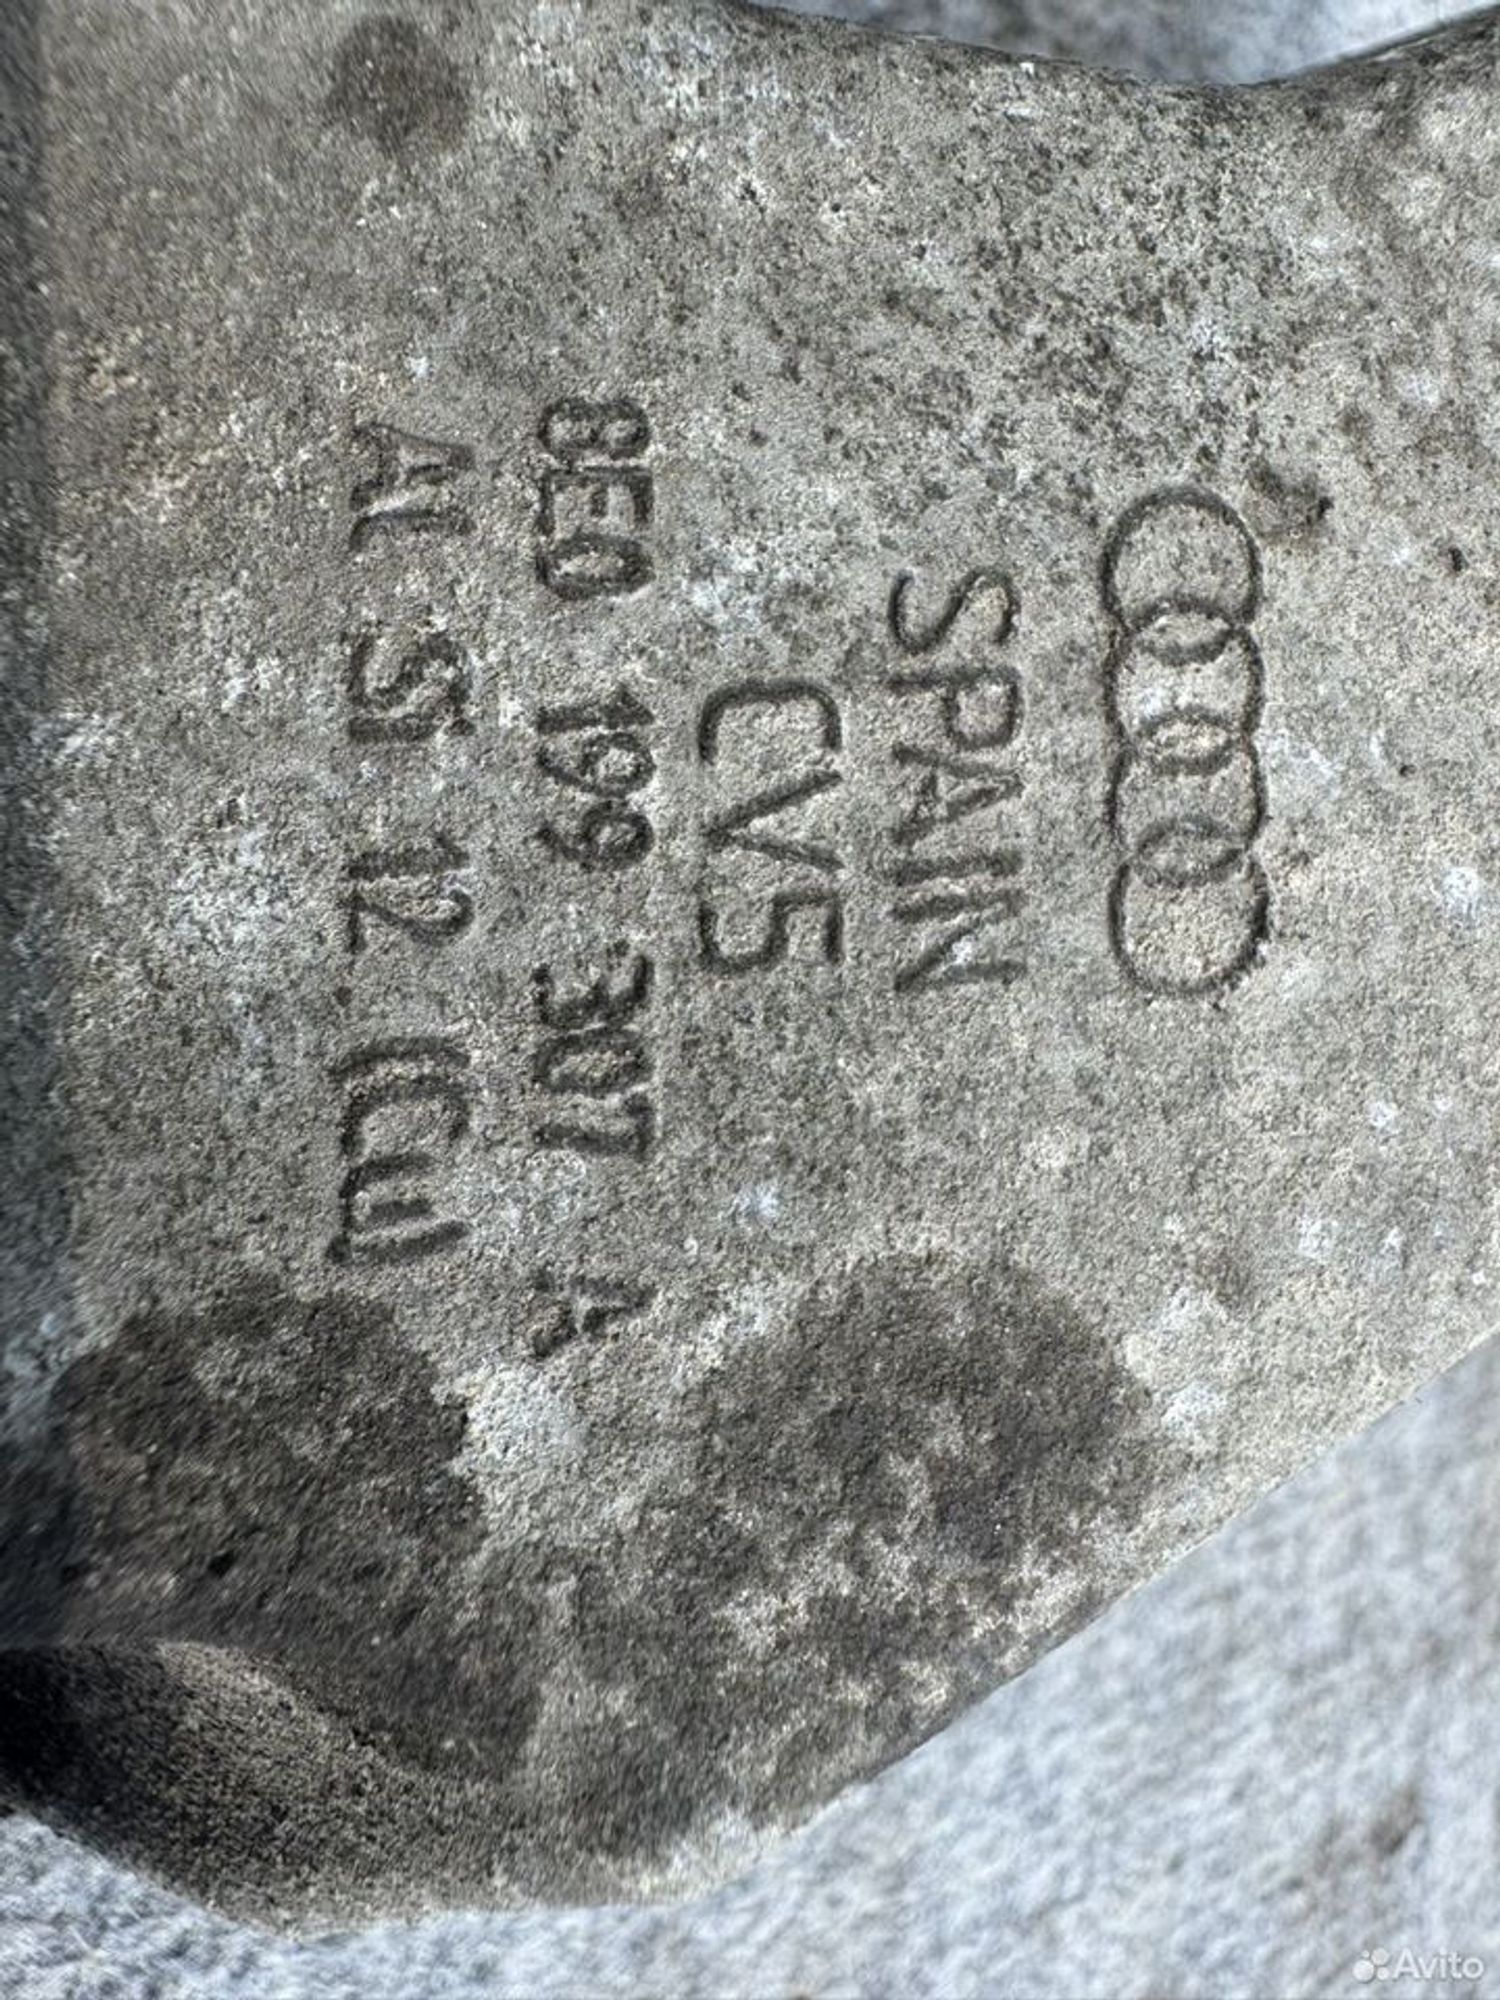 SPAIN
CV5
8E0 199 307 A
Al Si 12 (Cu)
Avito